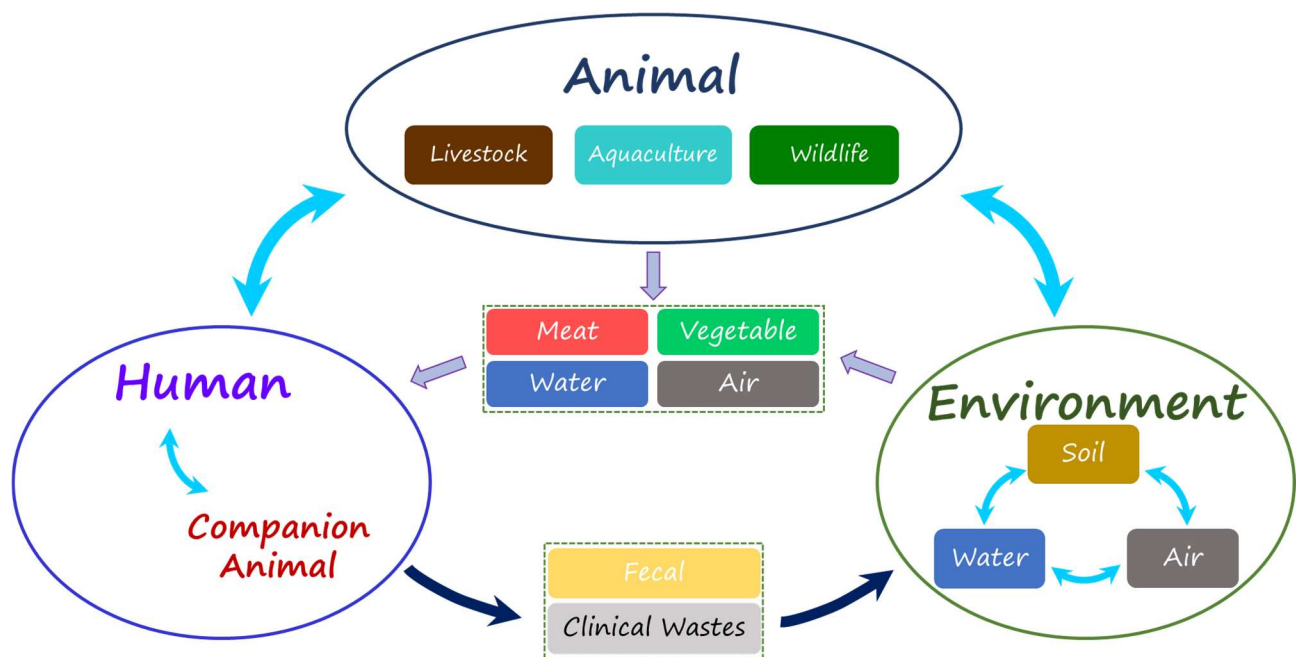 Animal
Livestock
Aquaculture
Wildlife
Meat
Vegetable
Water
Air
Human
Companion
Animal
Environment
Soil
Water
Air
Fecal
Clinical Wastes